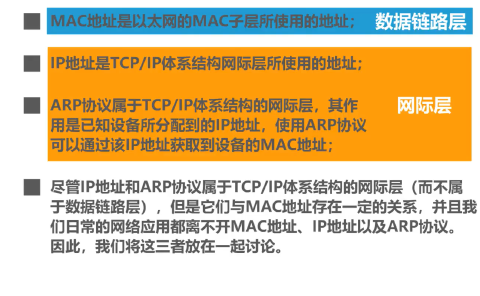 MAC地址是以太网的MAC子层所使用的地址； 数据链路层
IP地址是TCP/IP体系结构网际层所使用的地址；
ARP协议属于TCP/IP体系结构的网际层，其作
用是已知设备所分配到的IP地址，使用ARP协议
可以通过该IP地址获取到设备的MAC地址；
网际层
尽管IP地址和ARP协议属于TCP/IP体系结构的网际层（而不属
于数据链路层），但是它们与MAC地址存在一定的关系，并且我
们日常的网络应用都离不开MAC地址、IP地址以及ARP协议。
因此，我们将这三者放在一起讨论。